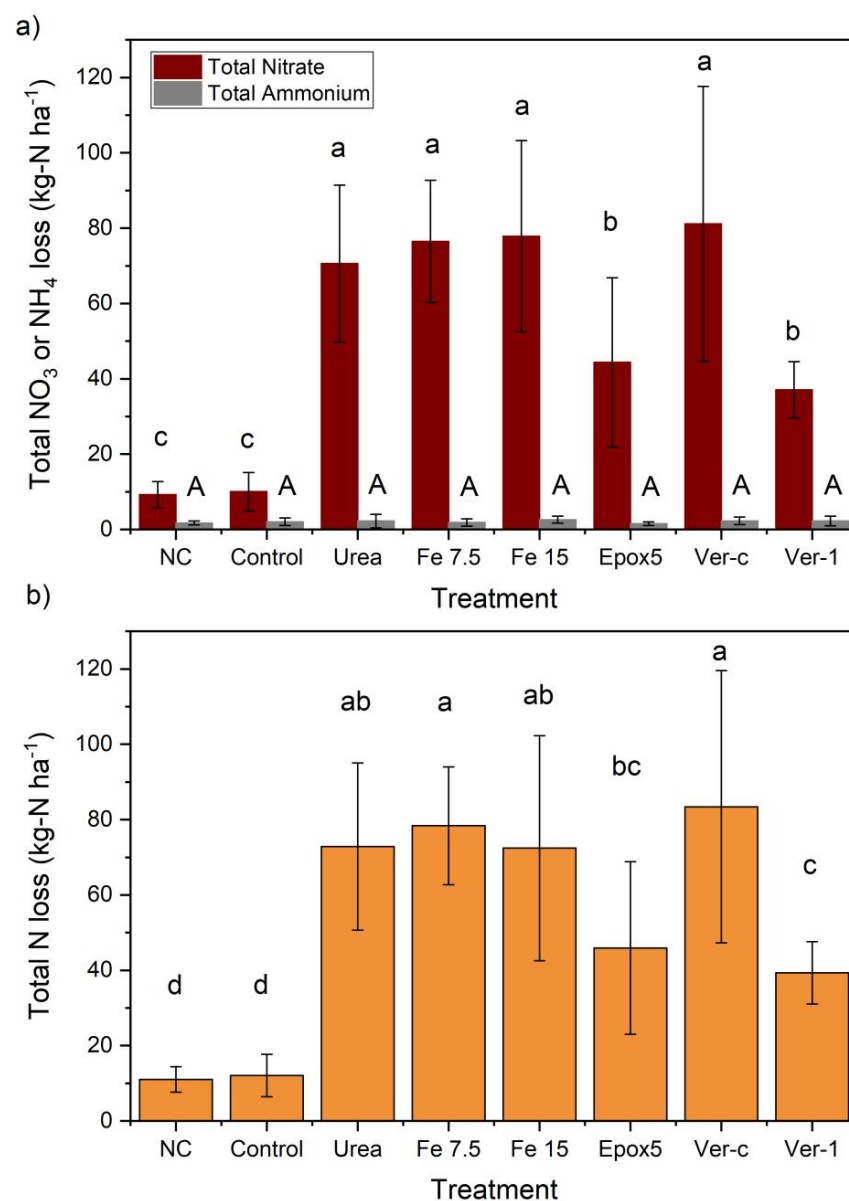 a)
Total Nitrate
Total Ammonium
Total NO₃ or NH₄ loss (kg-N ha⁻¹)
120
100
80
60
40
20
0
c A c A a A a A a A b A a A b A
NC Control Urea Fe 7.5 Fe 15 Epox5 Ver-c Ver-1
Treatment
b)
Total N loss (kg-N ha⁻¹)
120
100
80
60
40
20
0
d d ab a ab bc a c
NC Control Urea Fe 7.5 Fe 15 Epox5 Ver-c Ver-1
Treatment